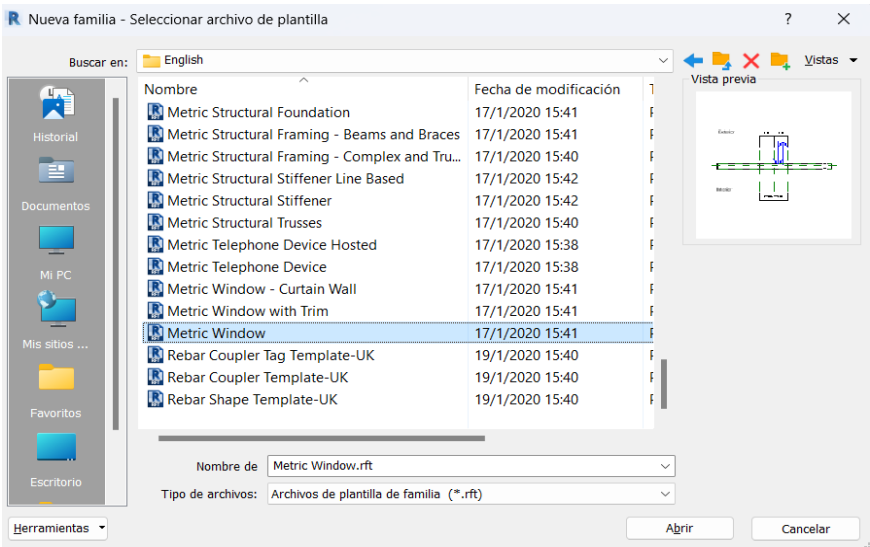 Nueva familia - Seleccionar archivo de plantilla
Buscar en: English
Vistas
Nombre Fecha de modificación
Metric Structural Foundation 17/1/2020 15:41
Metric Structural Framing - Beams and Braces 17/1/2020 15:41
Metric Structural Framing - Complex and Tru... 17/1/2020 15:40
Metric Structural Stiffener Line Based 17/1/2020 15:42
Metric Structural Stiffener 17/1/2020 15:42
Metric Structural Trusses 17/1/2020 15:40
Metric Telephone Device Hosted 17/1/2020 15:38
Metric Telephone Device 17/1/2020 15:38
Metric Window - Curtain Wall 17/1/2020 15:41
Metric Window with Trim 17/1/2020 15:41
Metric Window 17/1/2020 15:41
Rebar Coupler Tag Template-UK 19/1/2020 15:40
Rebar Coupler Template-UK 19/1/2020 15:40
Rebar Shape Template-UK 19/1/2020 15:40
Historial
Documentos
Mi PC
Mis sitios ...
Favoritos
Escritorio
Vista previa
Nombre de Metric Window.rft
Tipo de archivos: Archivos de plantilla de familia (*.rft)
Herramientas
Abrir
Cancelar